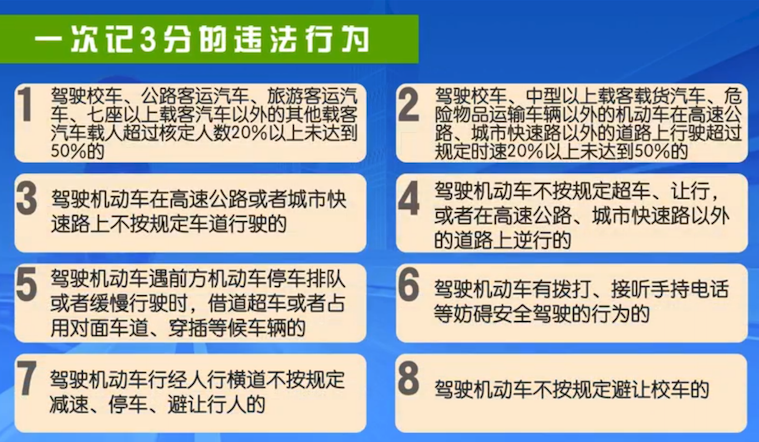 一次记3分的违法行为
1
驾驶校车、公路客运汽车、旅游客运汽
车、七座以上载客汽车以外的其他载客
汽车载人超过核定人数20%以上未达到
50%的
2
驾驶校车、中型以上载客载货汽车、危
险物品运输车辆以外的机动车在高速公
路、城市快速路以外的道路上行驶超过
规定时速20%以上未达到50%的
3
驾驶机动车在高速公路或者城市快
速路上不按规定车道行驶的
4
驾驶机动车不按规定超车、让行，
或者在高速公路、城市快速路以外
的道路上逆行的
5
驾驶机动车遇前方机动车停车排队
或者缓慢行驶时，借道超车或者占
用对面车道、穿插等候车辆的
6
驾驶机动车有拨打、接听手持电话
等妨碍安全驾驶的行为的
7
驾驶机动车行经人行横道不按规定
减速、停车、避让行人的
8
驾驶机动车不按规定避让校车的